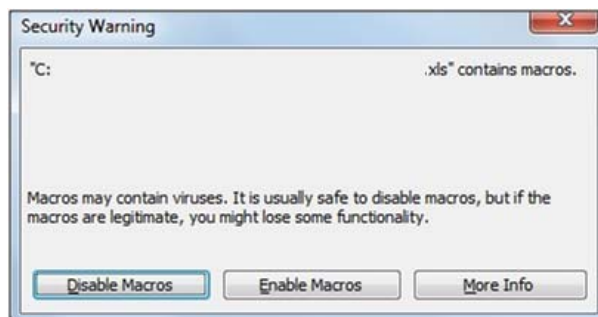 Security Warning
"C: .xls" contains macros.
Macros may contain viruses. It is usually safe to disable macros, but if the
macros are legitimate, you might lose some functionality.
Disable Macros Enable Macros More Info